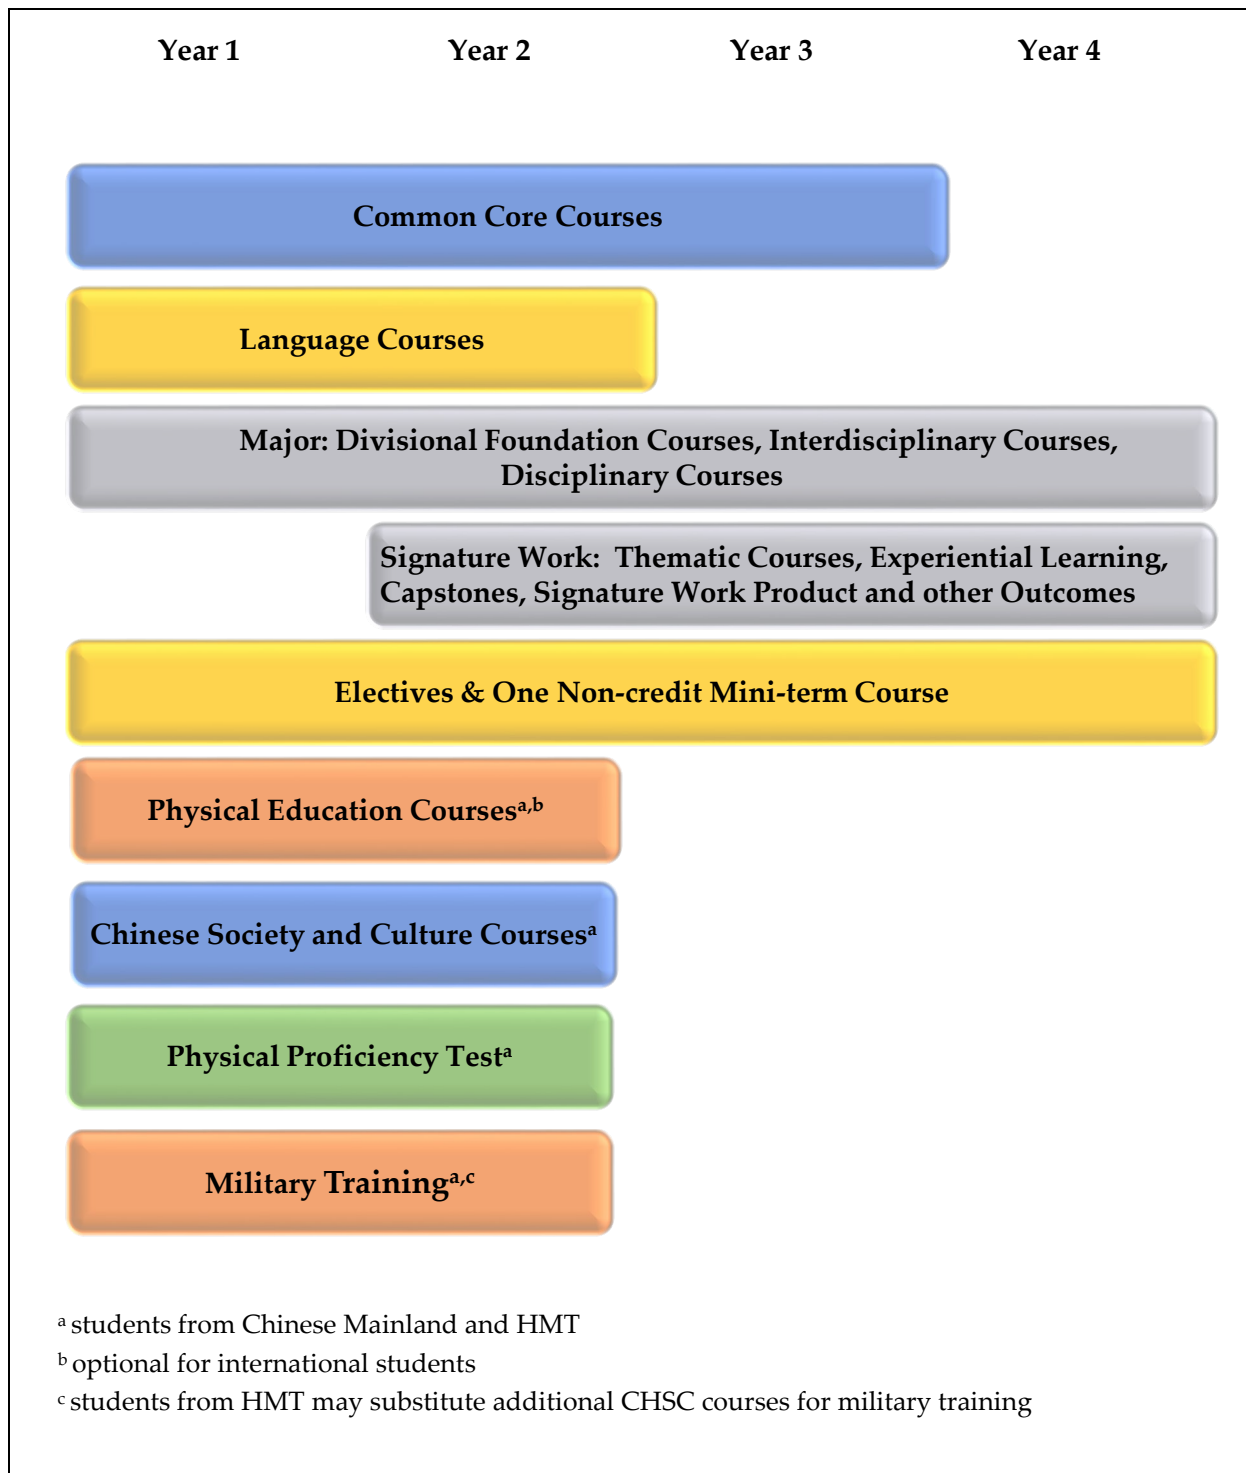 Year 1 Year 2 Year 3 Year 4
Common Core Courses
Language Courses
Major: Divisional Foundation Courses, Interdisciplinary Courses,
Disciplinary Courses
Signature Work:  Thematic Courses, Experiential Learning,
Capstones, Signature Work Product and other Outcomes
Electives & One Non-credit Mini-term Course
Physical Education Coursesᵃ,ᵇ
Chinese Society and Culture Coursesᵃ
Physical Proficiency Testᵃ
Military Trainingᵃ,ᶜ
ᵃ students from Chinese Mainland and HMT
ᵇ optional for international students
ᶜ students from HMT may substitute additional CHSC courses for military training